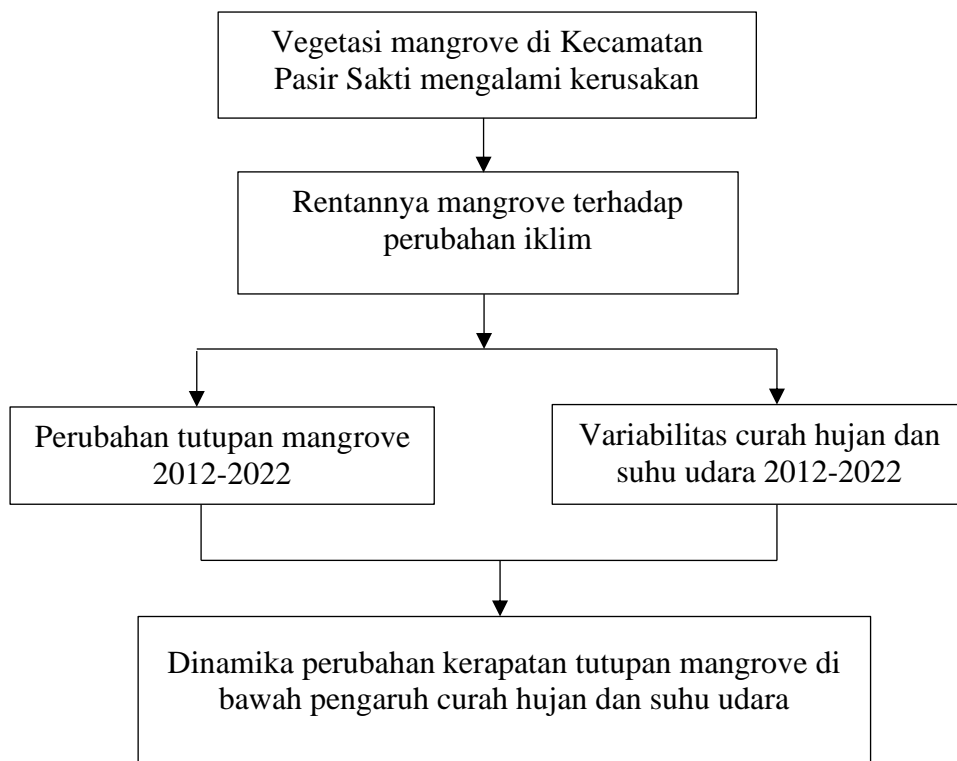 Vegetasi mangrove di Kecamatan
Pasir Sakti mengalami kerusakan
Rentannya mangrove terhadap
perubahan iklim
Perubahan tutupan mangrove
2012-2022
Variabilitas curah hujan dan
suhu udara 2012-2022
Dinamika perubahan kerapatan tutupan mangrove di
bawah pengaruh curah hujan dan suhu udara